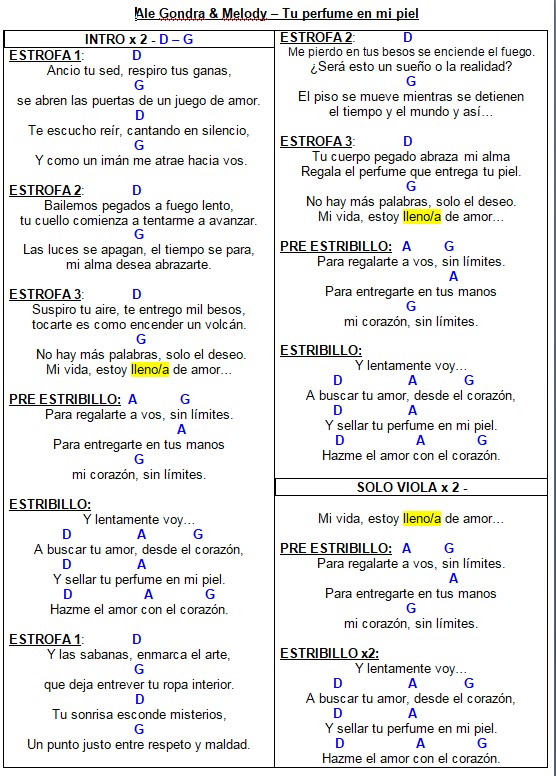 Ale Gondra & Melody – Tu perfume en mi piel
INTRO x 2 - D – G
ESTROFA 1: D
Ancio tu sed, respiro tus ganas,
G
se abren las puertas de un juego de amor.
D
Te escucho reír, cantando en silencio,
G
Y como un imán me atrae hacia vos.
ESTROFA 2: D
Bailemos pegados a fuego lento,
tu cuello comienza a tentarme a avanzar.
G
Las luces se apagan, el tiempo se para,
mi alma desea abrazarte.
ESTROFA 3: D
Suspiro tu aire, te entrego mil besos,
tocarte es como encender un volcán.
G
No hay más palabras, solo el deseo.
Mi vida, estoy lleno/a de amor…
PRE ESTRIBILLO: A G
Para regalarte a vos, sin límites.
A
Para entregarte en tus manos
G
mi corazón, sin límites.
ESTRIBILLO:
Y lentamente voy…
D A G
A buscar tu amor, desde el corazón,
D A
Y sellar tu perfume en mi piel.
D A G
Hazme el amor con el corazón.
ESTROFA 1: D
Y las sabanas, enmarca el arte,
G
que deja entrever tu ropa interior.
D
Tu sonrisa esconde misterios,
G
Un punto justo entre respeto y maldad.
ESTROFA 2: D
Me pierdo en tus besos se enciende el fuego.
¿Será esto un sueño o la realidad?
G
El piso se mueve mientras se detienen
el tiempo y el mundo y así…
ESTROFA 3: D
Tu cuerpo pegado abraza mi alma
Regala el perfume que entrega tu piel.
G
No hay más palabras, solo el deseo.
Mi vida, estoy lleno/a de amor…
PRE ESTRIBILLO: A G
Para regalarte a vos, sin límites.
A
Para entregarte en tus manos
G
mi corazón, sin límites.
ESTRIBILLO:
Y lentamente voy…
D A G
A buscar tu amor, desde el corazón,
D A
Y sellar tu perfume en mi piel.
D A G
Hazme el amor con el corazón.
SOLO VIOLA x 2 -
Mi vida, estoy lleno/a de amor…
PRE ESTRIBILLO: A G
Para regalarte a vos, sin límites.
A
Para entregarte en tus manos
G
mi corazón, sin límites.
ESTRIBILLO x2:
Y lentamente voy…
D A G
A buscar tu amor, desde el corazón,
D A
Y sellar tu perfume en mi piel.
D A G
Hazme el amor con el corazón.